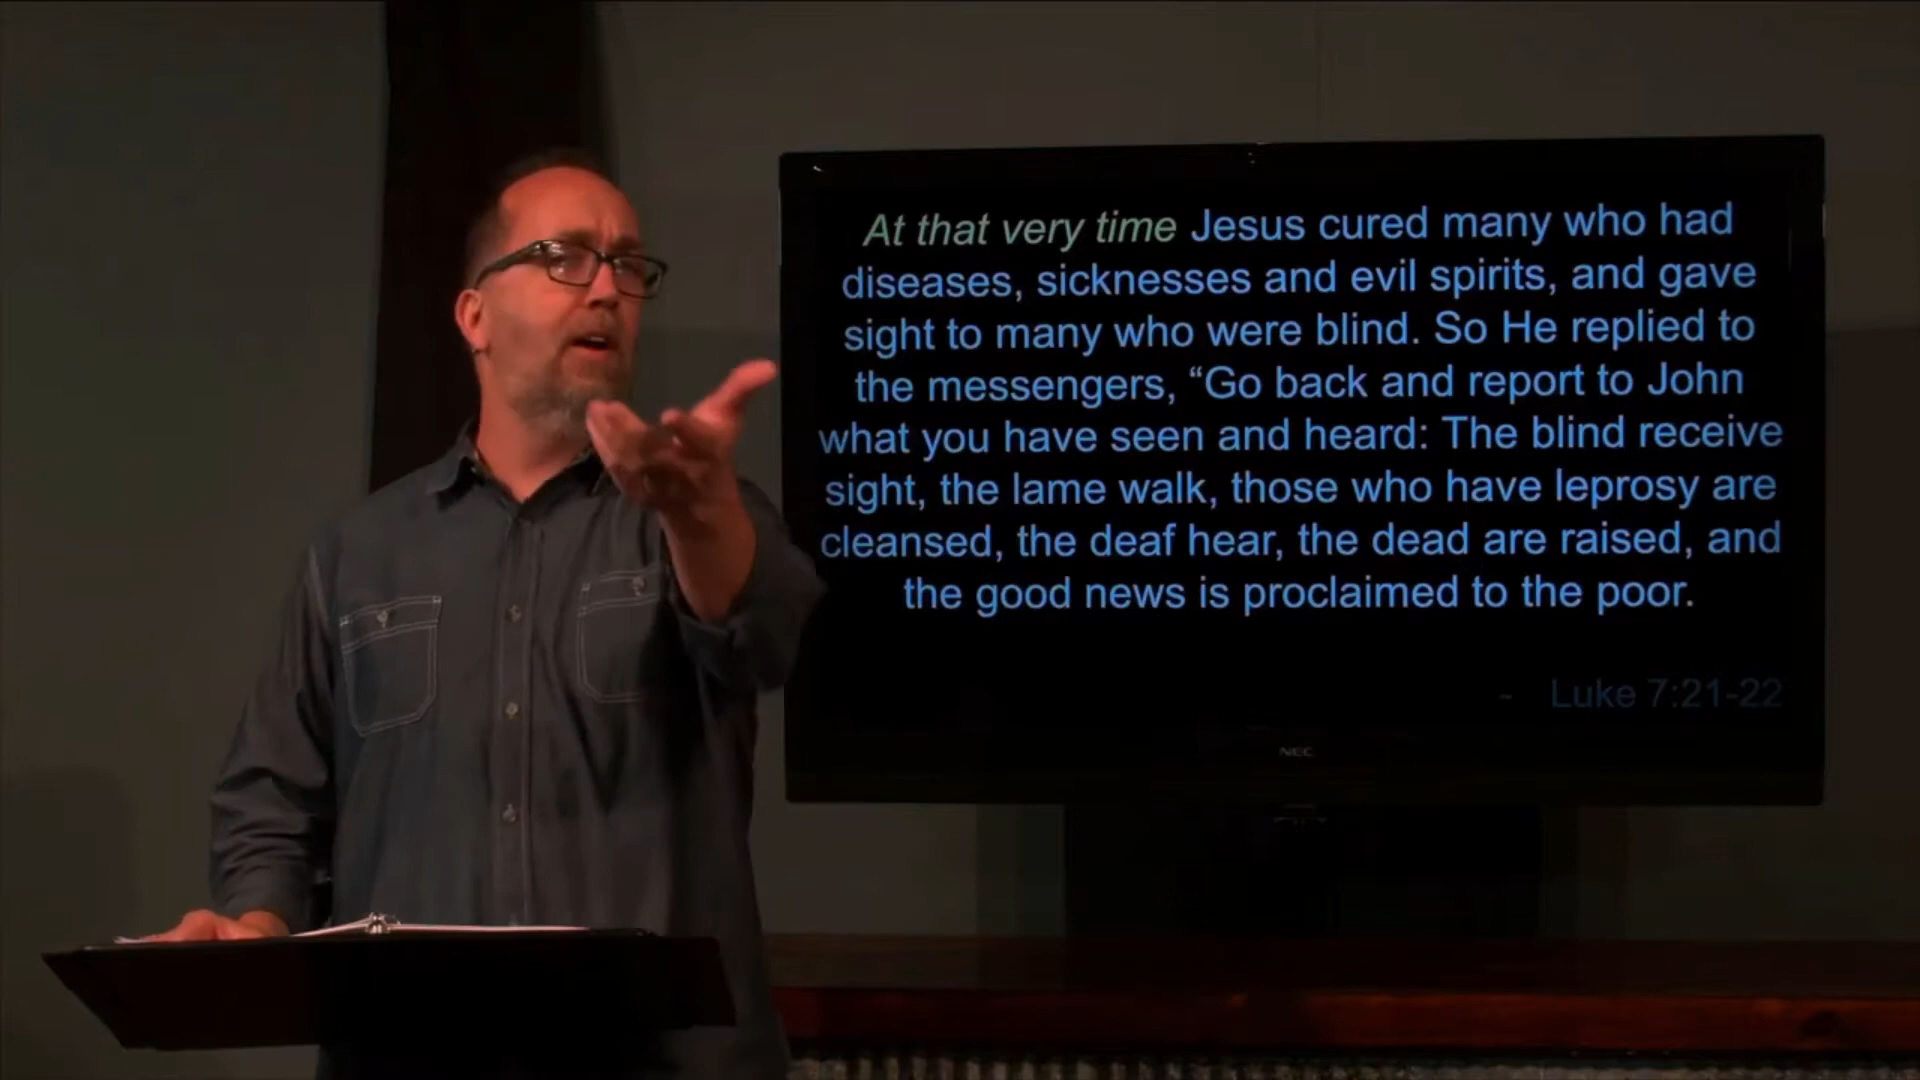 At that very time Jesus cured many who had
diseases, sicknesses and evil spirits, and gave
sight to many who were blind. So He replied to
the messengers, “Go back and report to John
what you have seen and heard: The blind receive
sight, the lame walk, those who have leprosy are
cleansed, the deaf hear, the dead are raised, and
the good news is proclaimed to the poor.
- Luke 7:21-22
NEC